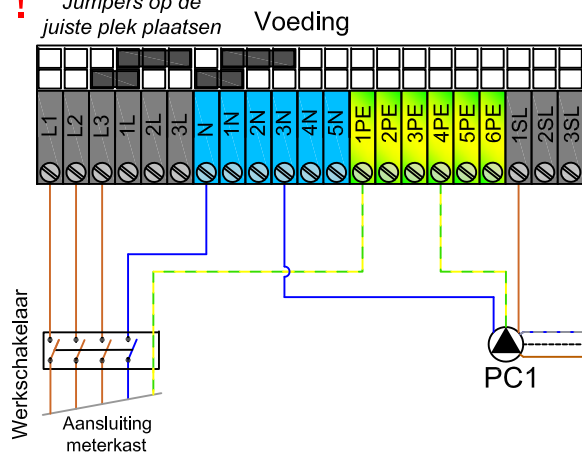 ! Jumpers op de
juiste plek plaatsen
Voeding
L1 L2 L3 1L 2L 3L N 1N 2N 3N 4N 5N 1PE 2PE 3PE 4PE 5PE 6PE 1SL 2SL 3SL
Werkschakelaar
PC1
Aansluiting
meterkast